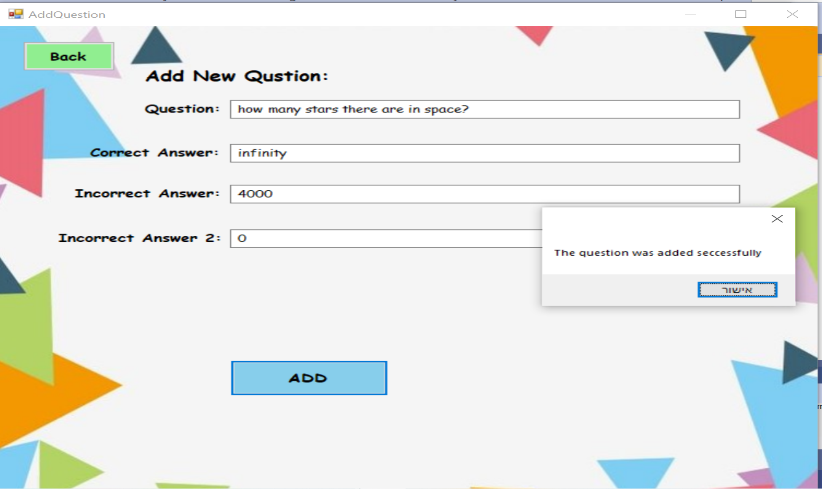 AddQuestion
Back
Add New Qustion:
Question: how many stars there are in space?
Correct Answer: infinity
Incorrect Answer: 4000
Incorrect Answer 2: 0
The question was added seccessfully
אישור
ADD